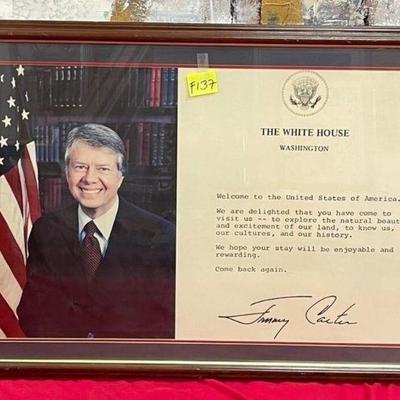 F137
THE WHITE HOUSE
WASHINGTON
Welcome to the United States of America.
We are delighted that you have come to
visit us -- to explore the natural beauty
and excitement of our land, to know us,
our cultures, and our history.
We hope your stay will be enjoyable and
rewarding.
Come back again.
Jimmy Carter